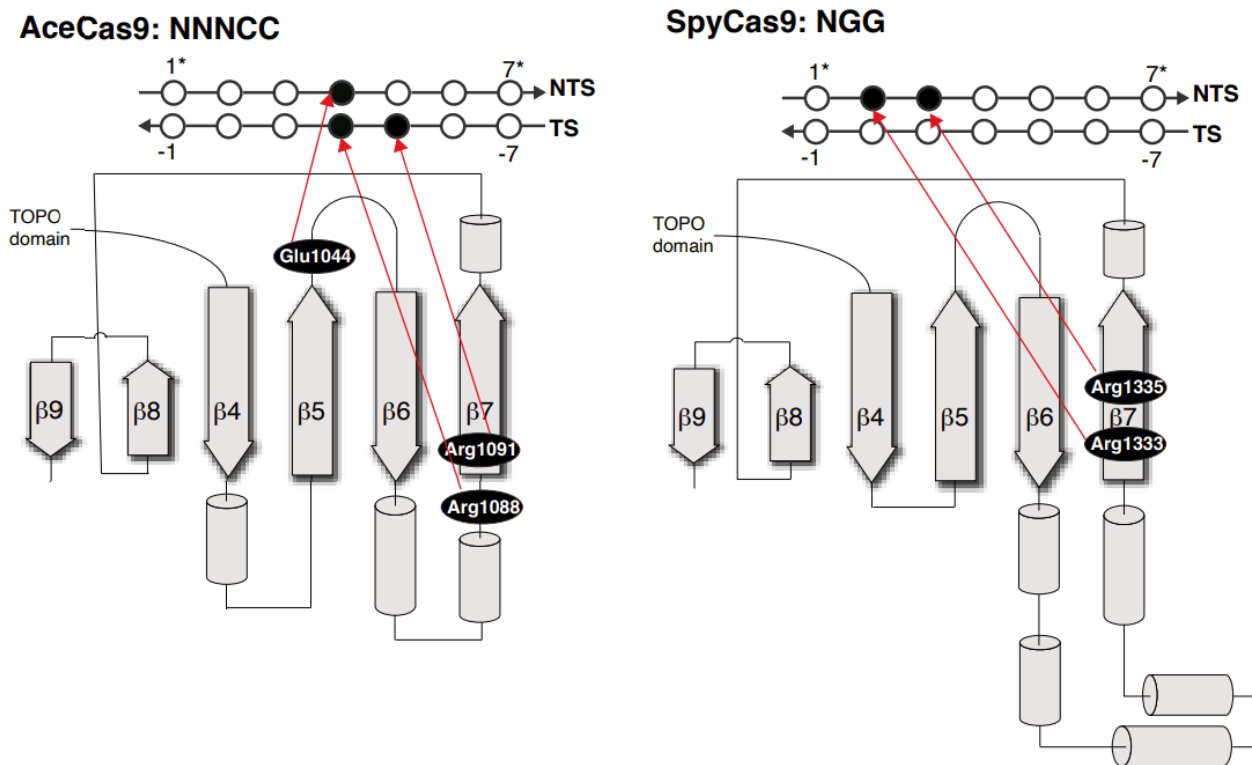 AceCas9: NNNCC
1*
7*
NTS
TS
-1
-7
TOPO
domain
Glu1044
β9
β8
β4
β5
β6
β7
Arg1091
Arg1088
SpyCas9: NGG
1*
7*
NTS
TS
-1
-7
TOPO
domain
β9
β8
β4
β5
β6
Arg1335
β7
Arg1333